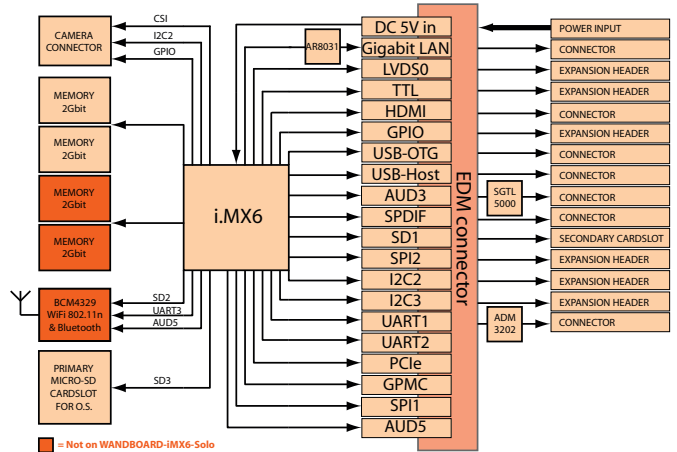 CSI
I2C2
GPIO
CAMERA
CONNECTOR
MEMORY
2Gbit
MEMORY
2Gbit
MEMORY
2Gbit
MEMORY
2Gbit
BCM4329
WiFi 802.11n
& Bluetooth
SD2
UART3
AUD5
PRIMARY
MICRO-SD
CARDSLOT
FOR O.S.
SD3
= Not on WANDBOARD-iMX6-Solo
i.MX6
AR8031
DC 5V in
Gigabit LAN
LVDS0
TTL
HDMI
GPIO
USB-OTG
USB-Host
AUD3
SPDIF
SD1
SPI2
I2C2
I2C3
UART1
UART2
PCIe
GPMC
SPI1
AUD5
EDM connector
SGTL
5000
ADM
3202
POWER INPUT
CONNECTOR
EXPANSION HEADER
EXPANSION HEADER
CONNECTOR
EXPANSION HEADER
CONNECTOR
CONNECTOR
CONNECTOR
CONNECTOR
SECONDARY CARDSLOT
EXPANSION HEADER
EXPANSION HEADER
EXPANSION HEADER
CONNECTOR